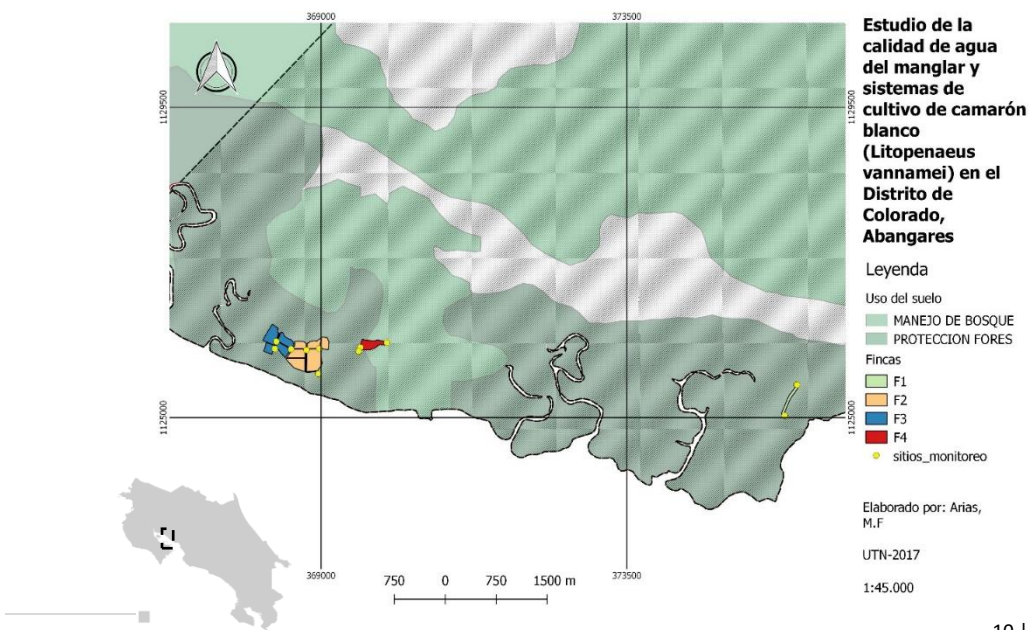 369000
373500
1129500
1129500
1125000
1125000
369000
373500
750 0 750 1500 m
Estudio de la
calidad de agua
del manglar y
sistemas de
cultivo de camarón
blanco
(Litopenaeus
vannamei) en el
Distrito de
Colorado,
Abangares
Leyenda
Uso del suelo
MANEJO DE BOSQUE
PROTECCION FORES
Fincas
F1
F2
F3
F4
sitios_monitoreo
Elaborado por: Arias,
M.F
UTN-2017
1:45.000